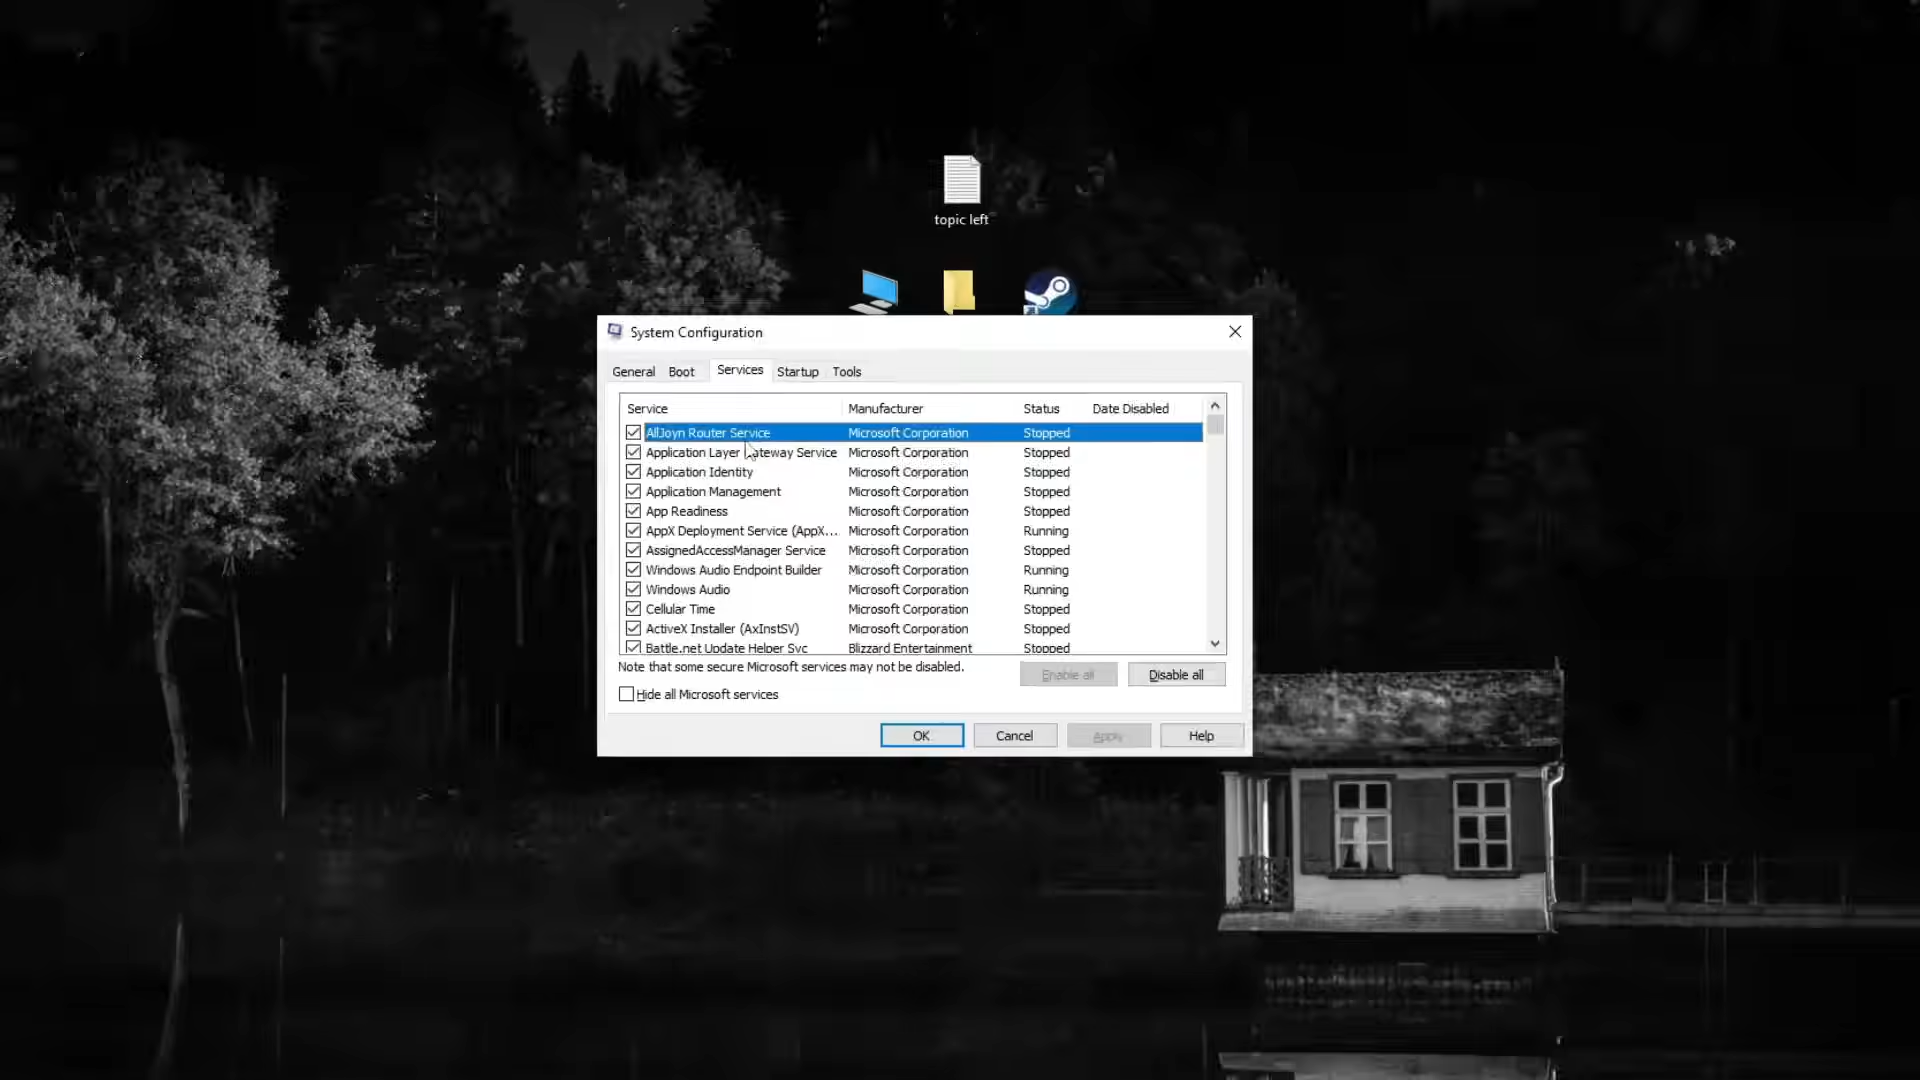 topic left
System Configuration
General Boot Services Startup Tools
Service Manufacturer Status Date Disabled
AllJoyn Router Service Microsoft Corporation Stopped
Application Layer Gateway Service Microsoft Corporation Stopped
Application Identity Microsoft Corporation Stopped
Application Management Microsoft Corporation Stopped
App Readiness Microsoft Corporation Stopped
AppX Deployment Service (AppX... Microsoft Corporation Running
AssignedAccessManager Service Microsoft Corporation Stopped
Windows Audio Endpoint Builder Microsoft Corporation Running
Windows Audio Microsoft Corporation Running
Cellular Time Microsoft Corporation Stopped
ActiveX Installer (AxInstSV) Microsoft Corporation Stopped
Battle.net Update Helper Svc Blizzard Entertainment Stopped
Note that some secure Microsoft services may not be disabled.
Enable all Disable all
Hide all Microsoft services
OK Cancel Apply Help